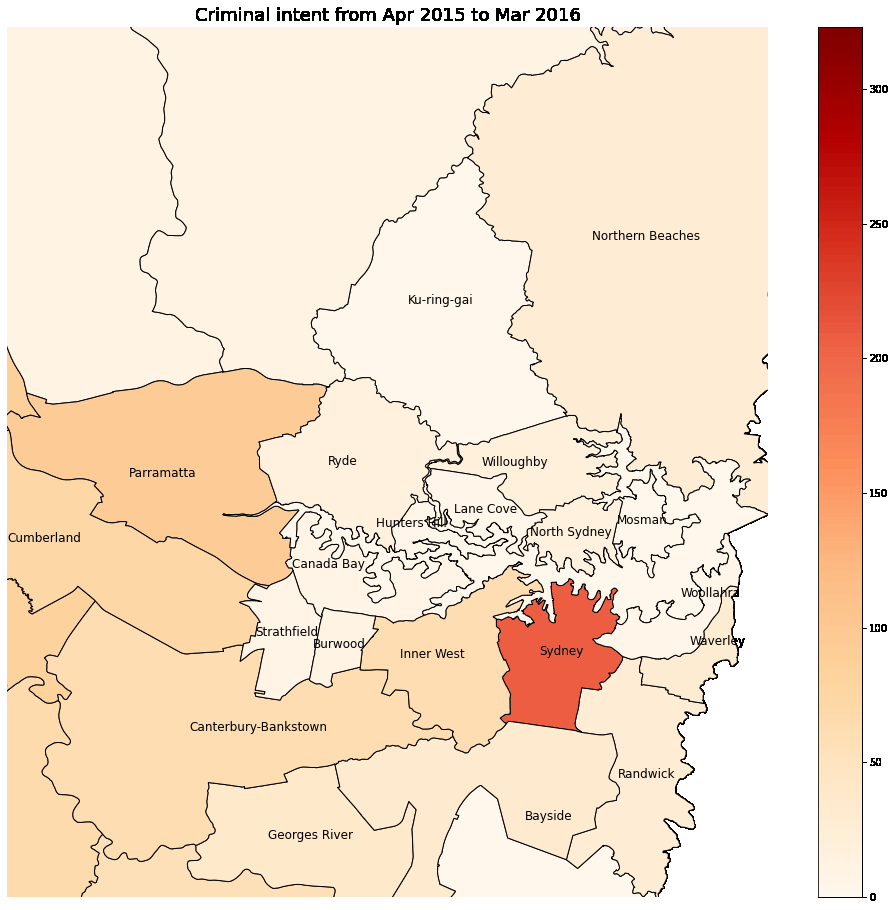 Criminal intent from Apr 2015 to Mar 2016
300
Northern Beaches
250
Ku-ring-gai
200
Ryde
Willoughby
Parramatta
150
Lane Cove
Hunters Hill
Mosman
North Sydney
Cumberland
Canada Bay
Woollahra
100
Strathfield
Burwood
Waverley
Inner West
Sydney
Canterbury-Bankstown
50
Randwick
Bayside
Georges River
0